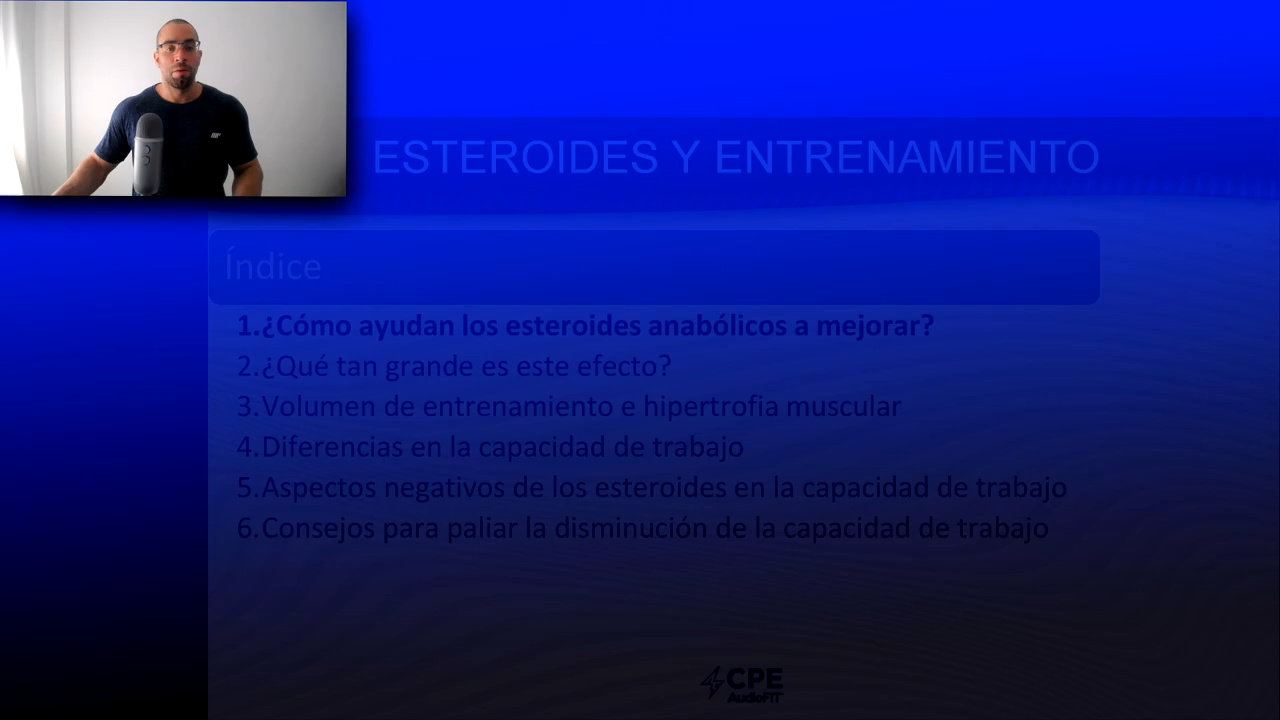 ESTEROIDES Y ENTRENAMIENTO
Índice
1.¿Cómo ayudan los esteroides anabólicos a mejorar?
2.¿Qué tan grande es este efecto?
3.Volumen de entrenamiento e hipertrofia muscular
4.Diferencias en la capacidad de trabajo
5.Aspectos negativos de los esteroides en la capacidad de trabajo
6.Consejos para paliar la disminución de la capacidad de trabajo
CPE
AudioFIT